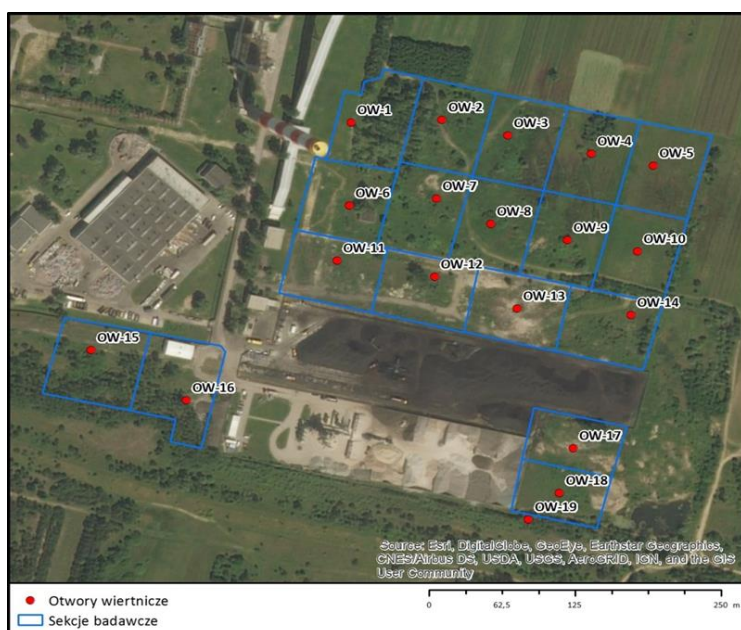 OW-1
OW-2
OW-3
OW-4
OW-5
OW-6
OW-7
OW-8
OW-9
OW-10
OW-11
OW-12
OW-13
OW-14
OW-15
OW-16
OW-17
OW-18
OW-19
Source: Esri, DigitalGlobe, GeoEye, Earthstar Geographics,
CNES/Airbus DS, USDA, USGS, AeroGRID, IGN, and the GIS
User Community
Otwory wiertnicze
Sekcje badawcze
0 62,5 125 250 m